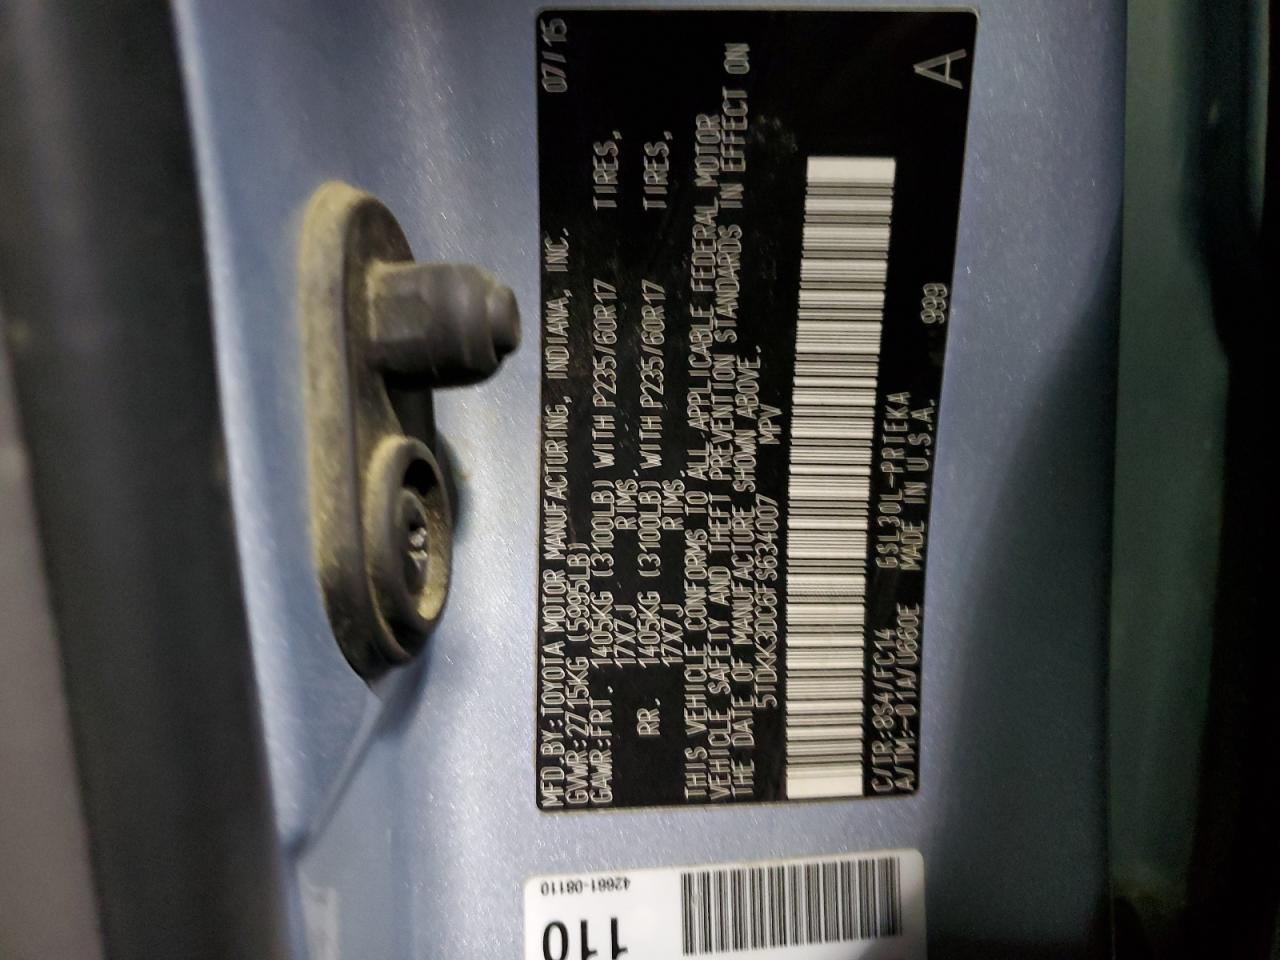 MFD.BY:TOYOTA MOTOR MANUFACTURING, INDIANA, INC. 07/15
GVWR:2715KG (5995LB)
GAWR:FRT. 1405KG (3100LB) WITH P235/60R17 TIRES,
17X7J RIMS,
RR. 1405KG (3100LB) WITH P235/60R17 TIRES,
17X7J RIMS.
THIS VEHICLE CONFORMS TO ALL APPLICABLE FEDERAL MOTOR
VEHICLE SAFETY AND THEFT PREVENTION STANDARDS IN EFFECT ON
THE DATE OF MANUFACTURE SHOWN ABOVE.
5TDKK3DC8FS634007 MPV
C/TR:8S4/FC14 GSL30L-PRTEKA 999 A
A/TM:-01A/U660E MADE IN U.S.A.
42661-08110
110